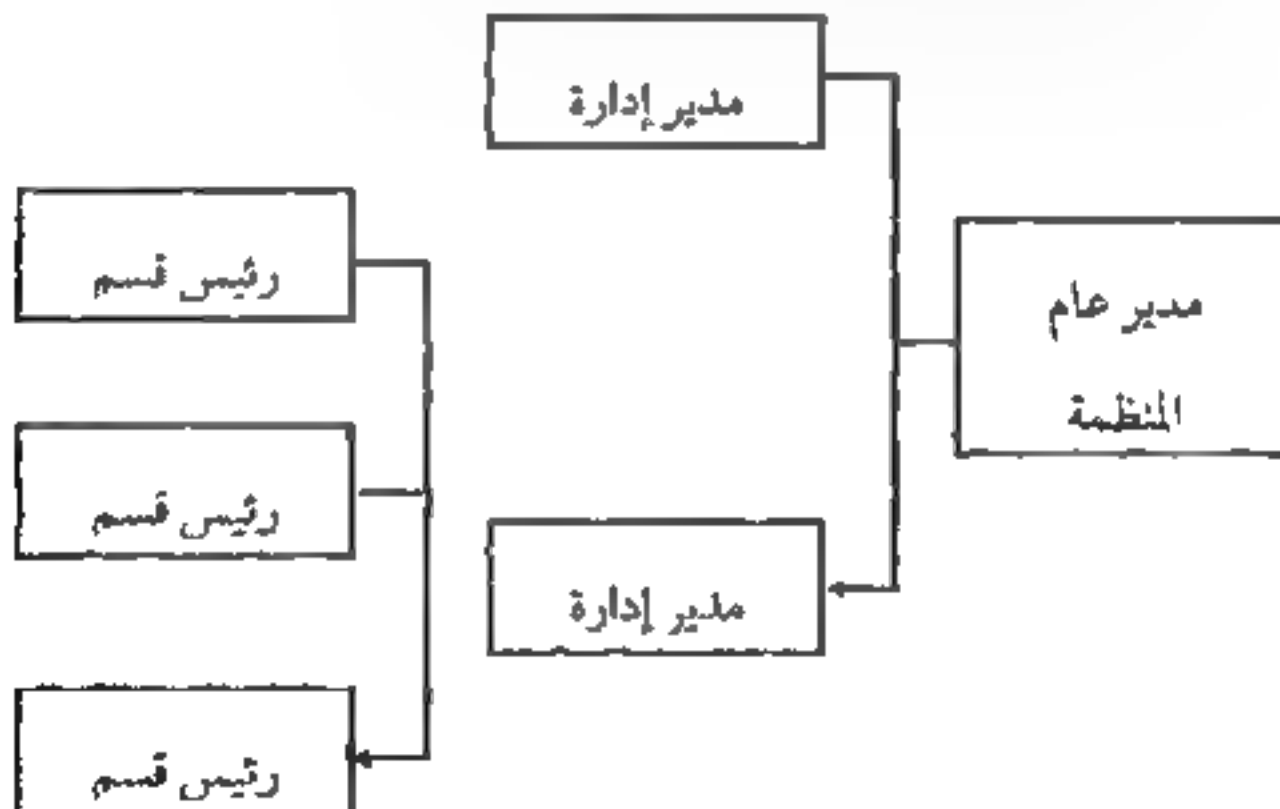 مدير إدارة
مدير عام
المنظمة
رئيس قسم
رئيس قسم
مدير إدارة
رئيس قسم